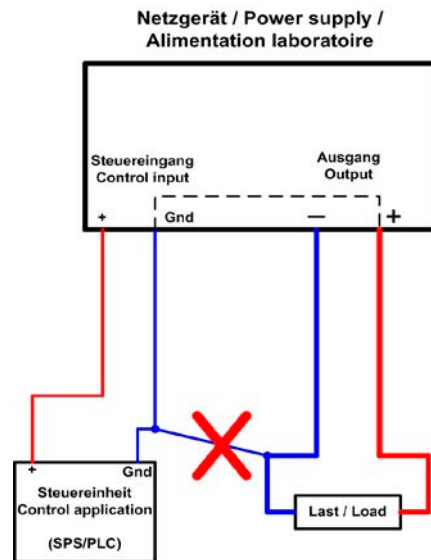 Netzgerät / Power supply /
Alimentation laboratoire
Steuereingang
Control input
Ausgang
Output
+
Gnd
—
+
+
Gnd
Steuereinheit
Control application
(SPS/PLC)
Last / Load